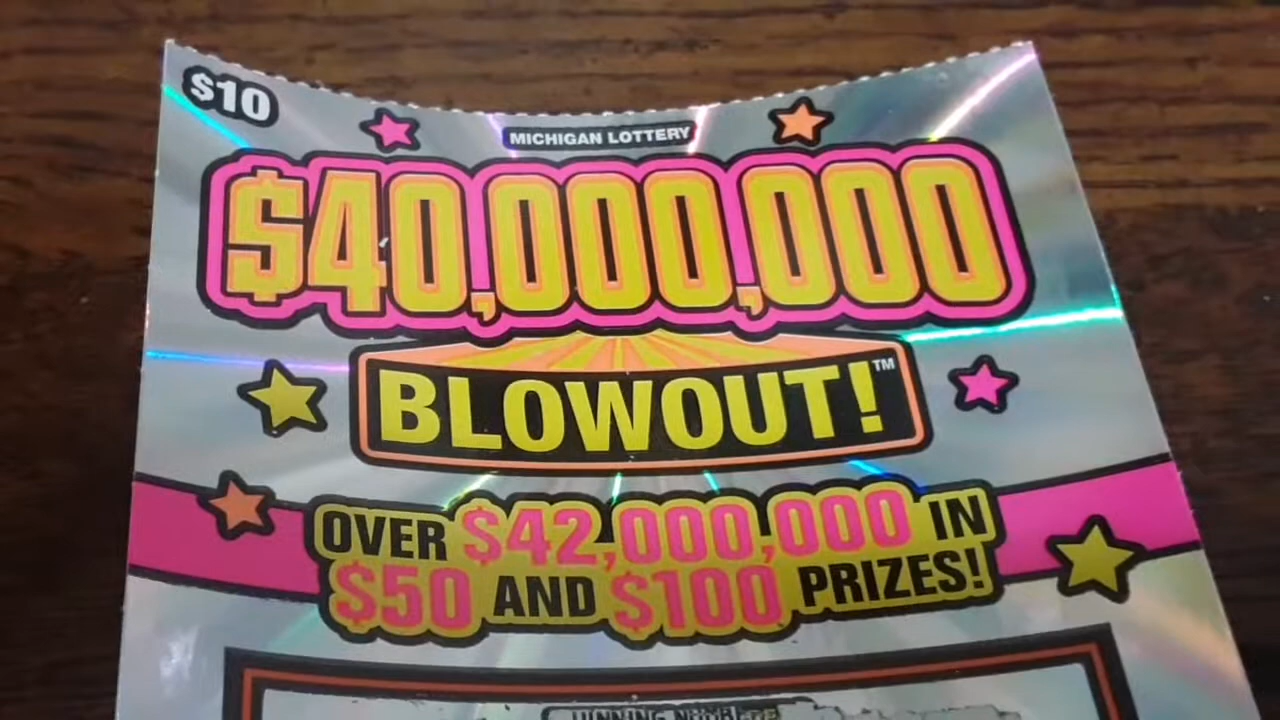 $10
MICHIGAN LOTTERY
$40,000,000
BLOWOUT!™
OVER $42,000,000 IN
$50 AND $100 PRIZES!